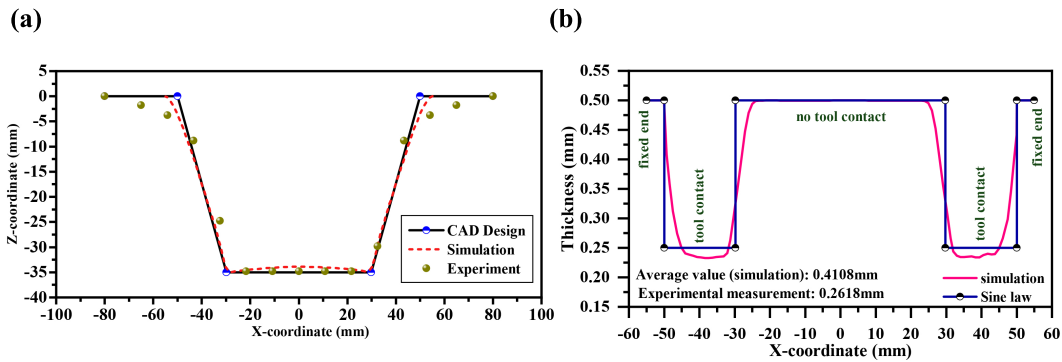 (a)
5
0
-5
-10
-15
-20
-25
-30
-35
-40
Z-coordinate (mm)
-100 -80 -60 -40 -20 0 20 40 60 80 100
X-coordinate (mm)
CAD Design
Simulation
Experiment
(b)
0.55
0.50
0.45
0.40
0.35
0.30
0.25
0.20
0.15
Thickness (mm)
fixed end
tool contact
no tool contact
tool contact
fixed end
Average value (simulation): 0.4108mm
Experimental measurement: 0.2618mm
simulation
Sine law
-60 -50 -40 -30 -20 -10 0 10 20 30 40 50 60
X-coordinate (mm)